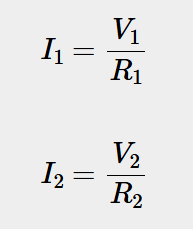 I₁ = V₁/R₁
I₂ = V₂/R₂